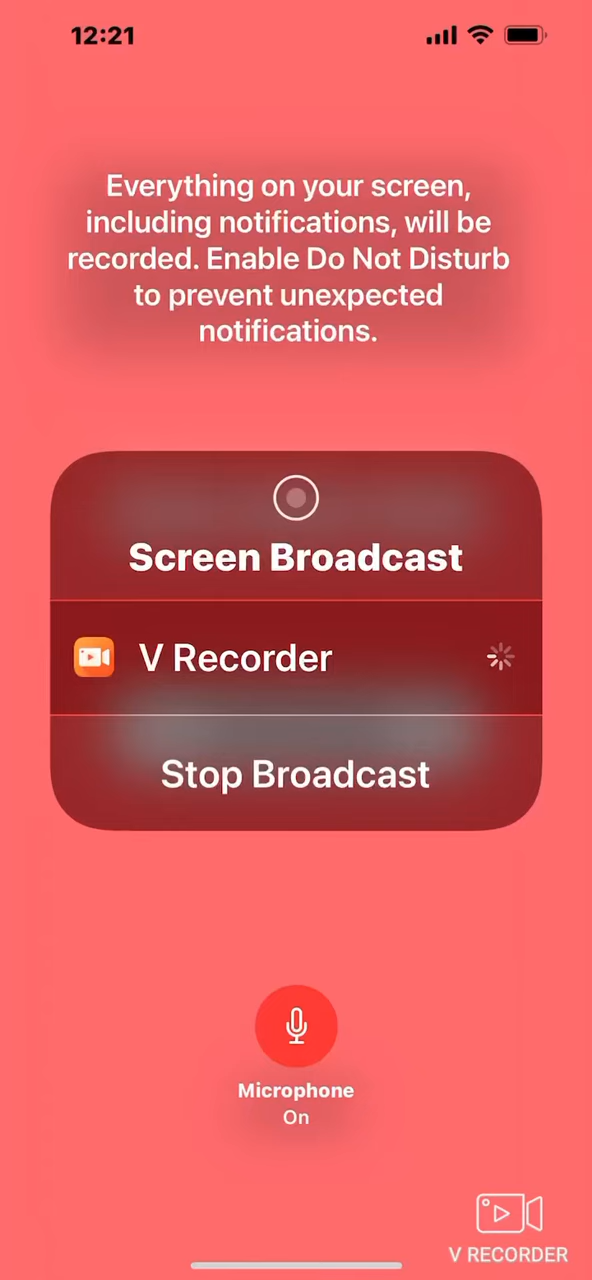 12:21
Everything on your screen,
including notifications, will be
recorded. Enable Do Not Disturb
to prevent unexpected
notifications.
Screen Broadcast
V Recorder
Stop Broadcast
Microphone
On
V RECORDER